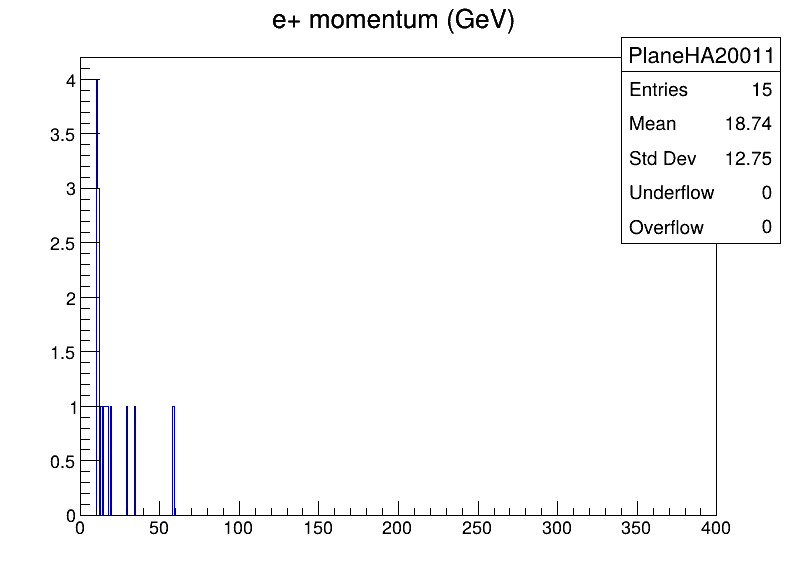 e+ momentum (GeV)
PlaneHA20011
Entries 15
Mean 18.74
Std Dev 12.75
Underflow 0
Overflow 0
4
3.5
3
2.5
2
1.5
1
0.5
0
0 50 100 150 200 250 300 350 400